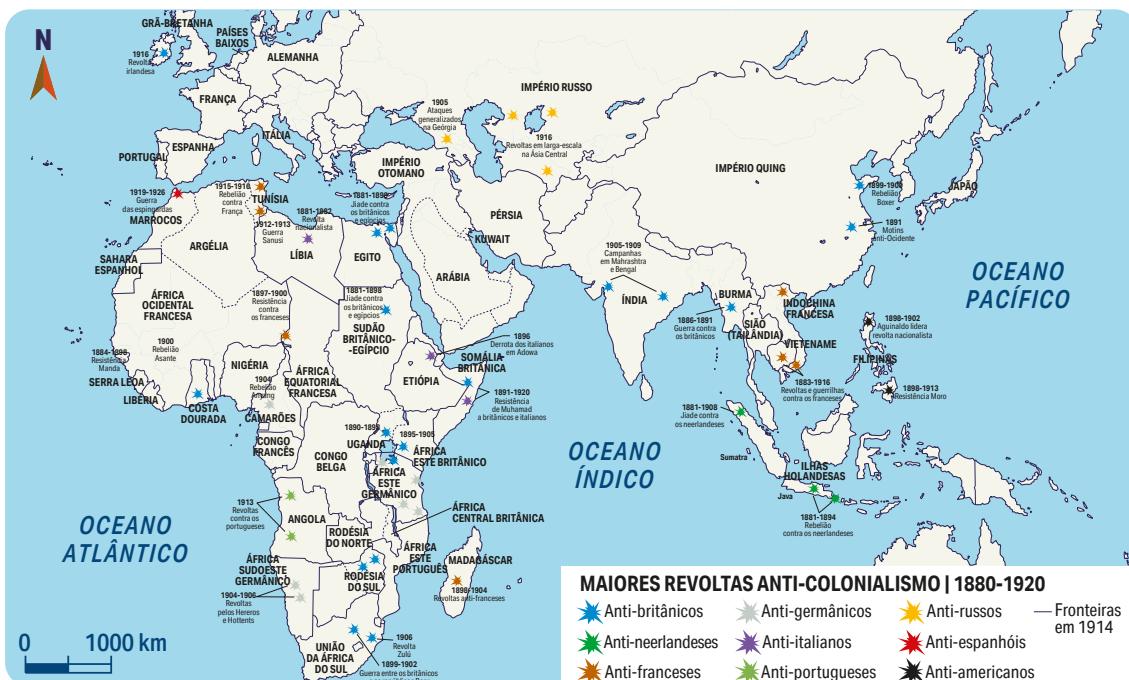 GRÃ-BRETANHA
PAÍSES
BAIXOS
N
1916
Revolta
irlandesa
ALEMANHA
FRANÇA
IMPÉRIO RUSSO
1905
Ataques
generalizados
na Geórgia
1916
Revoltas em larga-escala
na Ásia Central
ITÁLIA
ESPANHA
PORTUGAL
IMPÉRIO
OTOMANO
IMPÉRIO QUING
JAPÃO
1899-1900
Rebelião
Boxer
1891
Motins
anti-Ocidente
1919-1926
Guerra
das espingardas
MARROCOS
1915-1916
Rebelião
contra
França
TUNÍSIA
1881-1882
Revolta
nacionalista
1881-1898
Jiade contra
os britânicos
e egípcios
1912-1913
Guerra
Sanusi
PÉRSIA
KUWAIT
ARGÉLIA
LÍBIA
EGITO
ARÁBIA
SAHARA
ESPANHOL
1905-1909
Campanhas
em Mahrashtra
e Bengal
ÍNDIA
BURMA
OCEANO
PACÍFICO
ÁFRICA
OCIDENTAL
FRANCESA
1897-1900
Resistência
contra
os franceses
1881-1898
Jiade contra
os britânicos
e egipcios
SUDÃO
BRITÂNICO-
-EGÍPCIO
1886-1891
Guerra contra
os britânicos
INDOCHINA
FRANCESA
SIÃO
(TAILÂNDIA)
VIETENAME
1898-1902
Aguinaldo lidera
revolta nacionalista
FILIPINAS
1884-1898
Resistência
Manda
1900
Rebelião
Asante
1896
Derrota dos italianos
em Adowa
SOMÁLIA
BRITÂNICA
ETIÓPIA
NIGÉRIA
1904
Rebelião
Anyang
CAMARÕES
ÁFRICA
EQUATORIAL
FRANCESA
SERRA LEOA
LIBÉRIA
COSTA
DOURADA
1891-1920
Resistência
de Muhamad
a britânicos e italianos
1883-1916
Revoltas e guerrilhas
contra os franceses
1898-1913
Resistência Moro
1881-1908
Jiade contra
os neerlandeses
Sumatra
CONGO
FRANCÊS
CONGO
BELGA
1890-1898
UGANDA
1895-1905
ÁFRICA
ESTE BRITÂNICO
ÁFRICA
ESTE
GERMÂNICO
OCEANO
ÍNDICO
ILHAS
HOLANDESAS
Java
1881-1894
Rebelião
contra os neerlandeses
1913
Revoltas
contra os
portugueses
ANGOLA
ÁFRICA
CENTRAL BRITÂNICA
OCEANO
ATLÂNTICO
RODÉSIA
DO NORTE
ÁFRICA
ESTE
PORTUGUÊS
MADAGÁSCAR
ÁFRICA
SUDOESTE
GERMÂNICO
RODÉSIA
DO SUL
1898-1904
Revoltas anti-franceses
1904-1906
Revoltas
pelos Hereros
e Hottents
0 1000 km
UNIÃO
DA ÁFRICA
DO SUL
1906
Revolta
Zulú
1899-1902
Guerra entre os britânicos
MAIORES REVOLTAS ANTI-COLONIALISMO | 1880-1920
Anti-britânicos
Anti-neerlandeses
Anti-franceses
Anti-germânicos
Anti-italianos
Anti-portugueses
Anti-russos
Anti-espanhóis
Anti-americanos
Fronteiras
em 1914